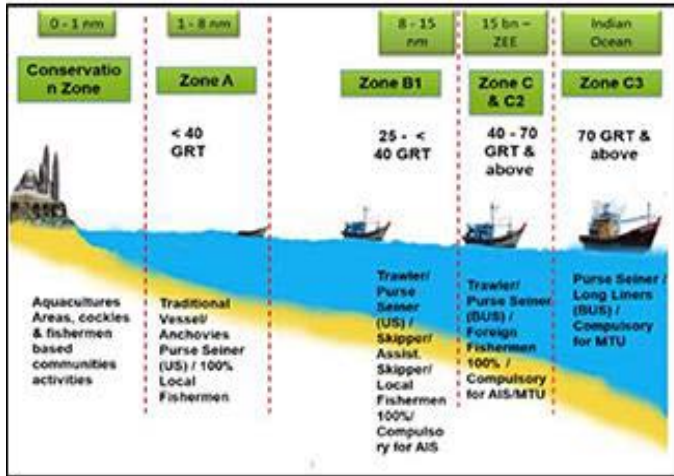 0 - 1 nm
1 - 8 nm
8 - 15
nm
15 bn –
ZEE
Indian
Ocean
Conservatio
n Zone
Zone A
Zone B1
Zone C
& C2
Zone C3
< 40
GRT
25 - <
40 GRT
40 - 70
GRT &
above
70 GRT &
above
Aquacultures
Areas, cockles
& fishermen
based
communities
activities
Traditional
Vessel/
Anchovies
Purse Seiner
(US) / 100%
Local
Fishermen
Trawler/
Purse
Seiner
(US) /
Skipper/
Assist.
Skipper/
Local
Fishermen
100%/
Compulso
ry for AIS
Trawler/
Purse Seiner
(BUS) /
Foreign
Fishermen
100% /
Compulsory
for AIS/MTU
Purse Seiner /
Long Liners
(BUS) /
Compulsory
for MTU